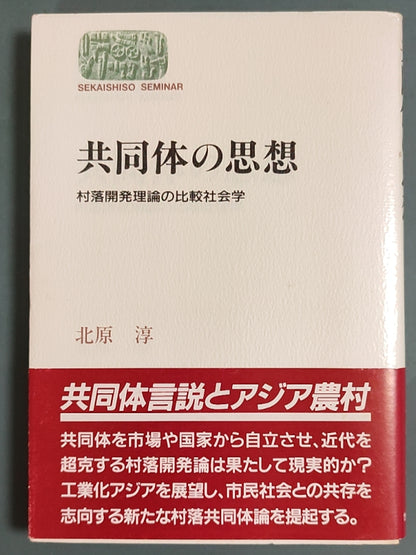 SEKAISHISO SEMINAR
共同体の思想
村落開発理論の比較社会学
北原 淳
共同体言説とアジア農村
共同体を市場や国家から自立させ、近代を
超克する村落開発論は果たして現実的か?
工業化アジアを展望し、市民社会との共存を
志向する新たな村落共同体論を提起する。